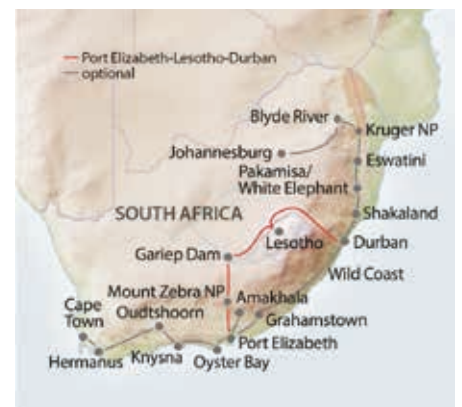 Port Elizabeth-Lesotho-Durban
optional
Blyde River
Kruger NP
Johannesburg
Eswatini
Pakamisa/
White Elephant
SOUTH AFRICA
Shakaland
Lesotho
Durban
Gariep Dam
Wild Coast
Mount Zebra NP
Amakhala
Cape
Town
Oudtshoorn
Grahamstown
Hermanus
Knysna
Oyster Bay
Port Elizabeth